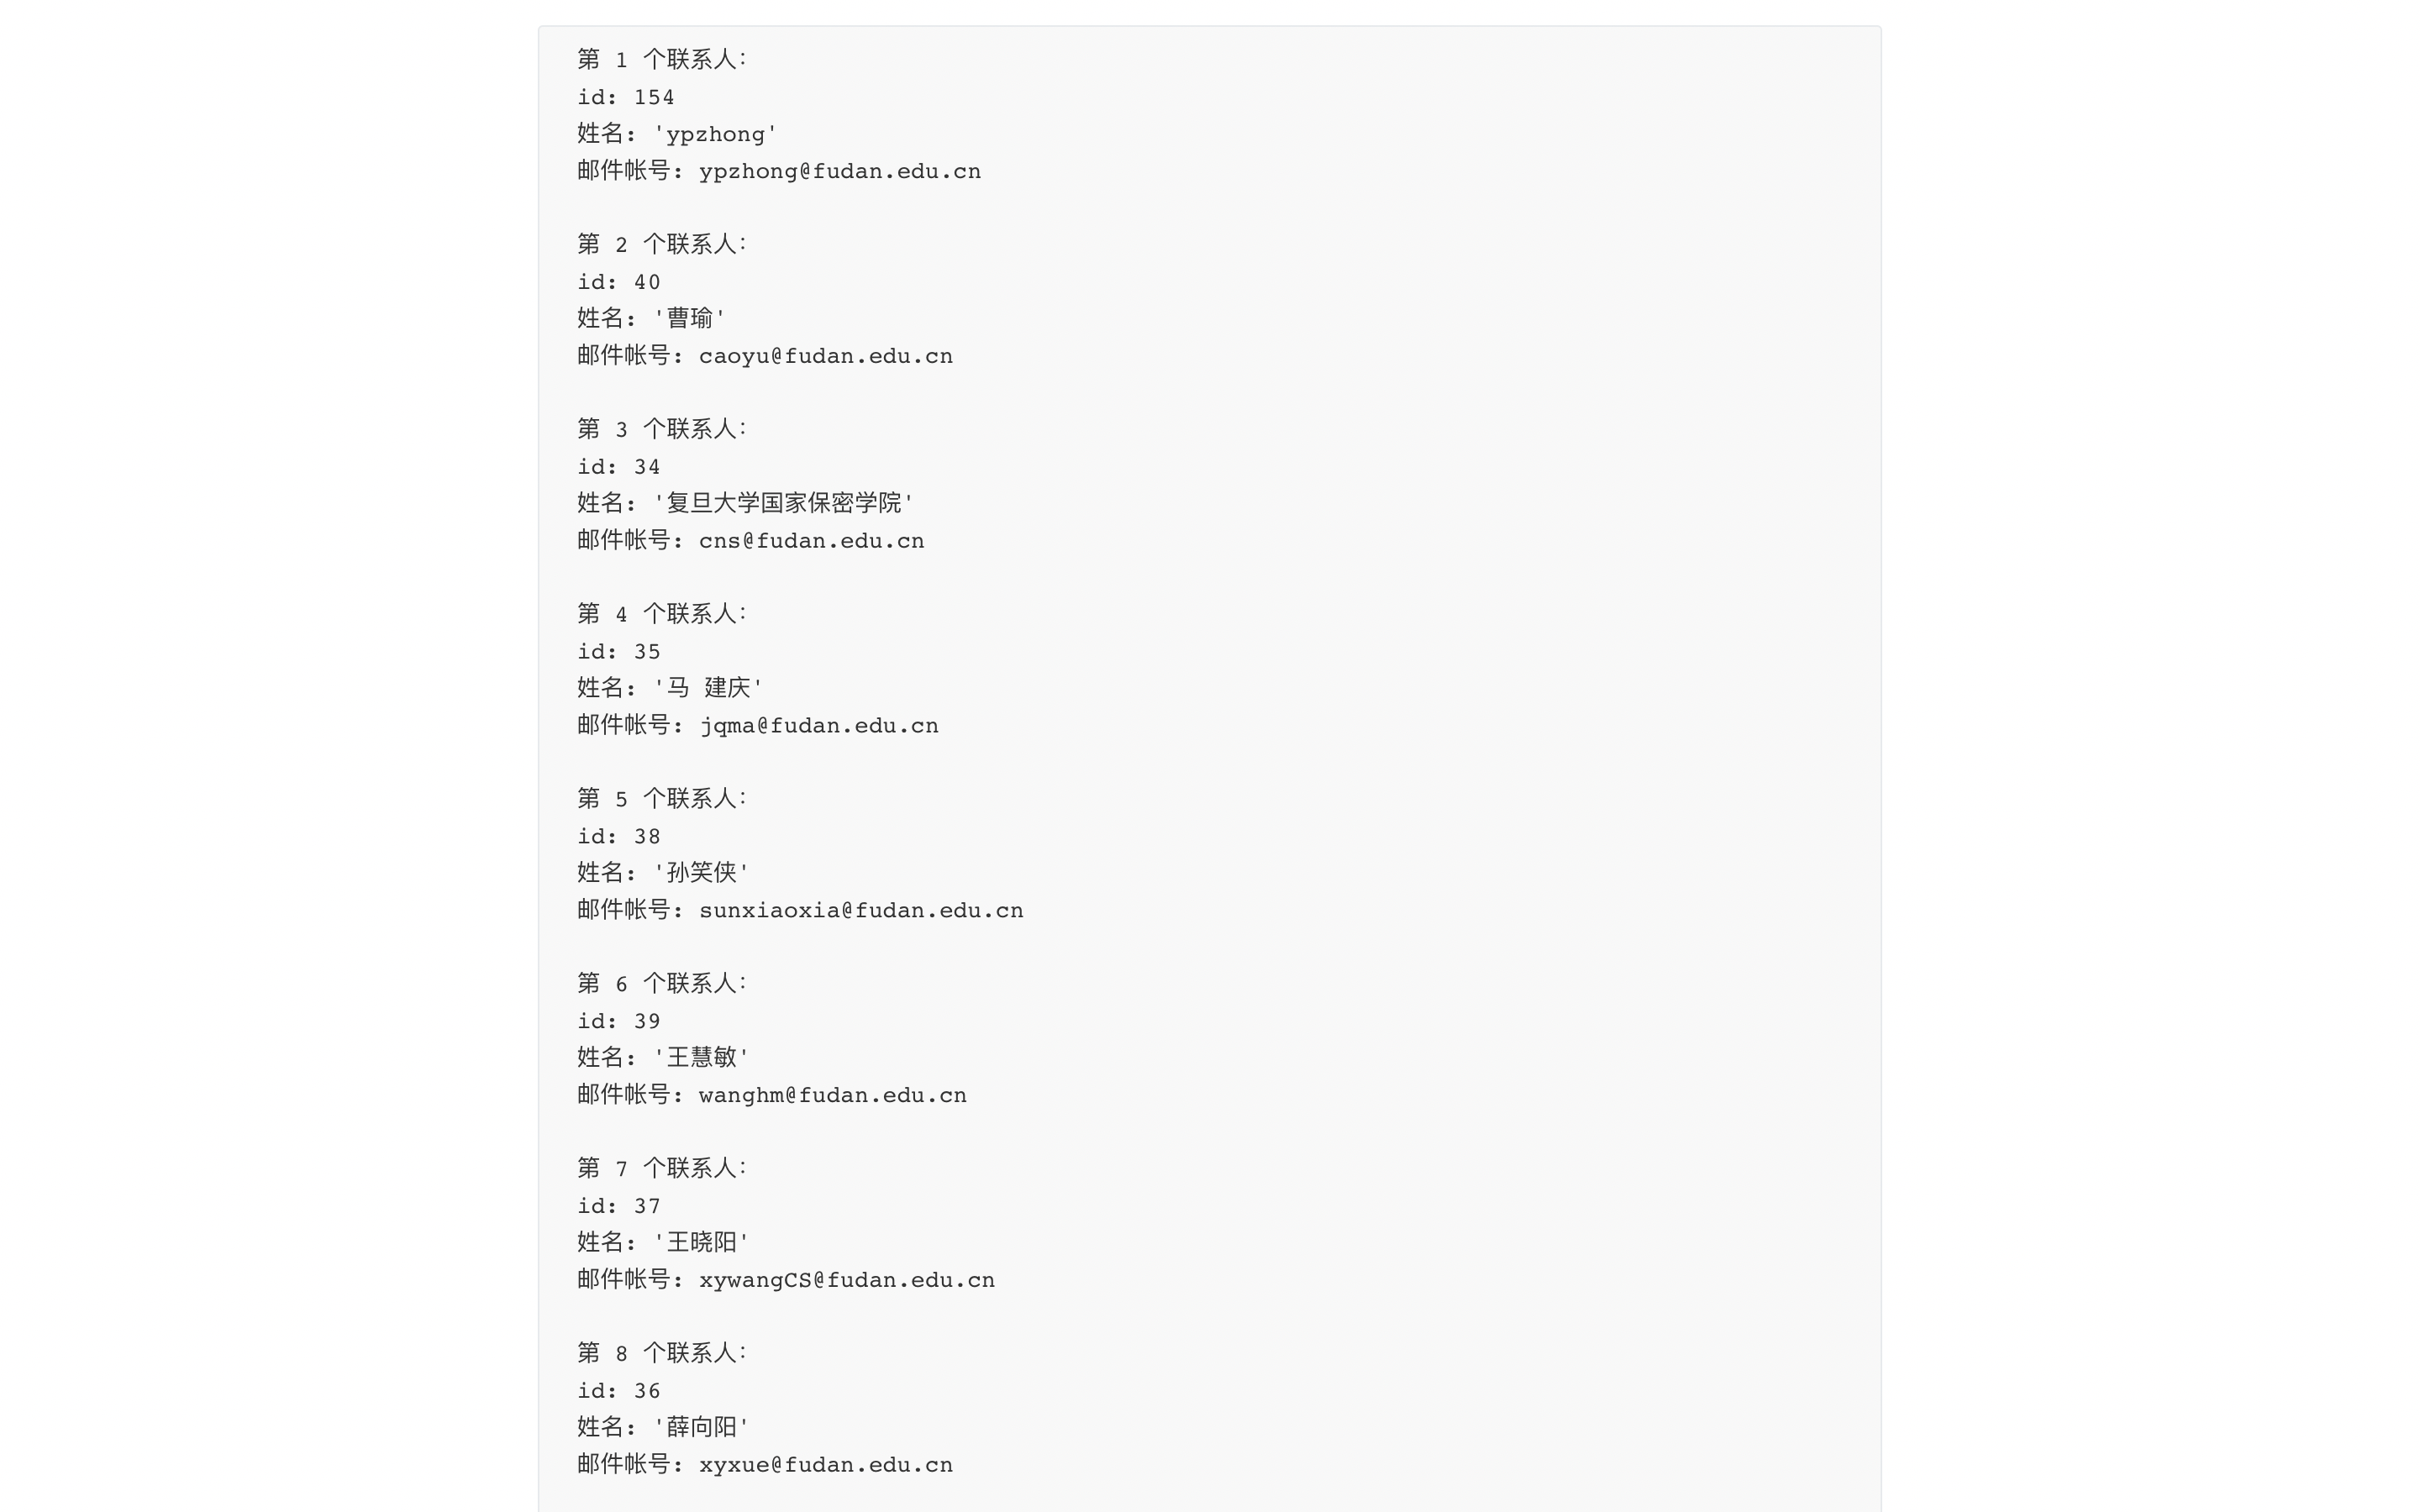 第 1 个联系人：
id: 154
姓名: 'ypzhong'
邮件帐号: ypzhong@fudan.edu.cn
第 2 个联系人：
id: 40
姓名: '曹瑜'
邮件帐号: caoyu@fudan.edu.cn
第 3 个联系人：
id: 34
姓名: '复旦大学国家保密学院'
邮件帐号: cns@fudan.edu.cn
第 4 个联系人：
id: 35
姓名: '马 建庆'
邮件帐号: jqma@fudan.edu.cn
第 5 个联系人：
id: 38
姓名: '孙笑侠'
邮件帐号: sunxiaoxia@fudan.edu.cn
第 6 个联系人：
id: 39
姓名: '王慧敏'
邮件帐号: wanghm@fudan.edu.cn
第 7 个联系人：
id: 37
姓名: '王晓阳'
邮件帐号: xywangCS@fudan.edu.cn
第 8 个联系人：
id: 36
姓名: '薛向阳'
邮件帐号: xyxue@fudan.edu.cn